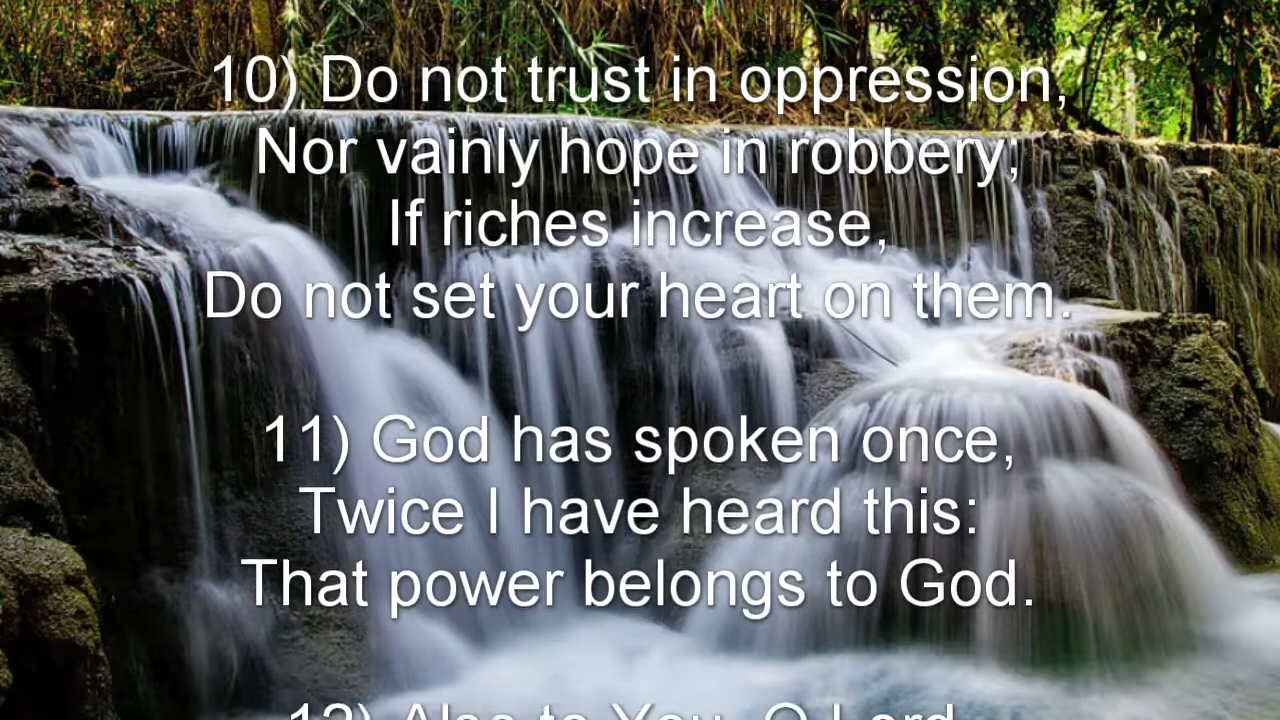 10) Do not trust in oppression,
Nor vainly hope in robbery;
If riches increase,
Do not set your heart on them.
11) God has spoken once,
Twice I have heard this:
That power belongs to God.
12) Also to You, O Lord,